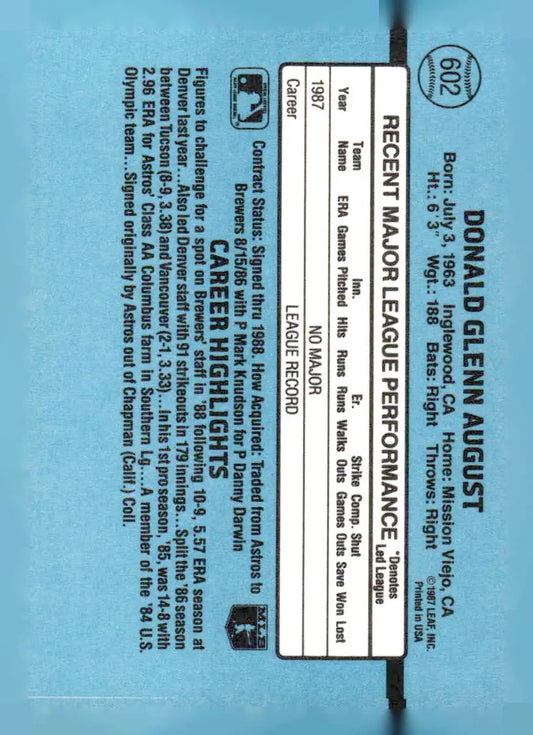 602
DONALD GLENN AUGUST
Born: July 3, 1963 Inglewood, CA Home: Mission Viejo, CA
Ht.: 6'3" Wgt.: 188 Bats: Right Throws: Right
©1987 LEAF, INC.
Printed in USA
RECENT MAJOR LEAGUE PERFORMANCE
*Denotes
Led League
Team Inn. Er. Strike Comp. Shut
Year Name ERA Games Pitched Hits Runs Runs Walks Outs Games Outs Save Won Lost
1987 NO MAJOR
Career LEAGUE RECORD
Contract Status: Signed thru 1988. How Acquired: Traded from Astros to
Brewers 8/15/86 with P Mark Knudson for P Danny Darwin
MLB
CAREER HIGHLIGHTS
Figures to challenge for a spot on Brewers' staff in '88 following 10-9, 5.57 ERA season at
Denver last year...Also led Denver staff with 91 strikeouts in 179 innings...Split the '86 season
between Tucson (8-9, 3.38) and Vancouver (2-1, 3.33)...In his 1st pro season, '85, was 14-8 with
2.96 ERA for Astros' Class AA Columbus farm in Southern Lg....A member of the '84 U.S.
Olympic team...Signed originally by Astros out of Chapman (Calif.) Coll.